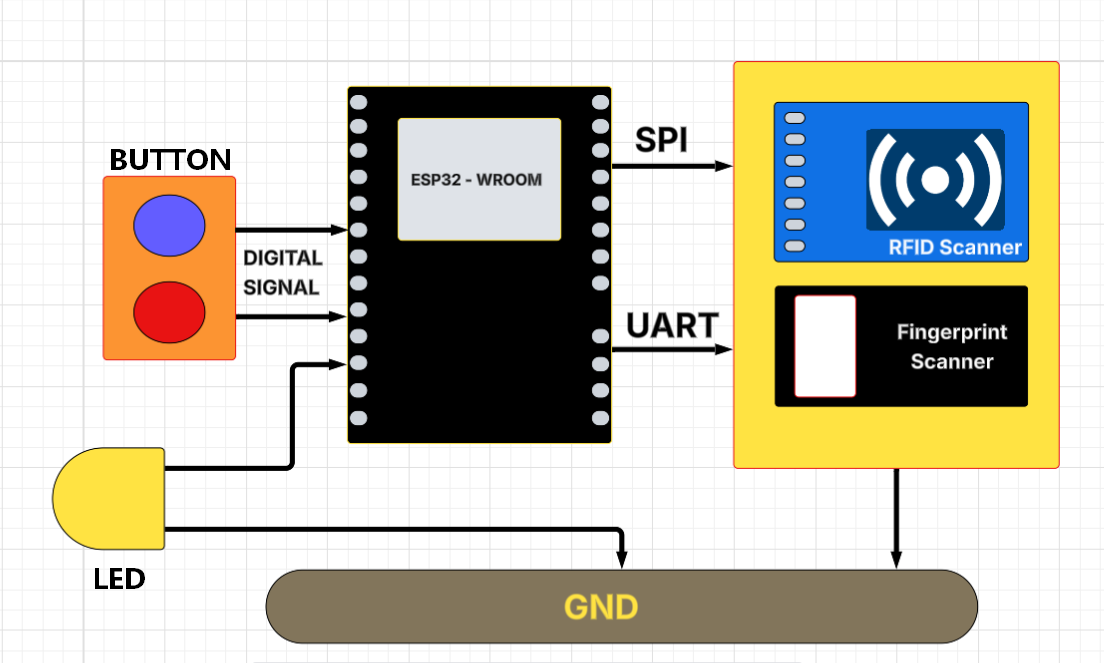 BUTTON
DIGITAL
SIGNAL
LED
ESP32 - WROOM
SPI
UART
RFID Scanner
Fingerprint
Scanner
GND